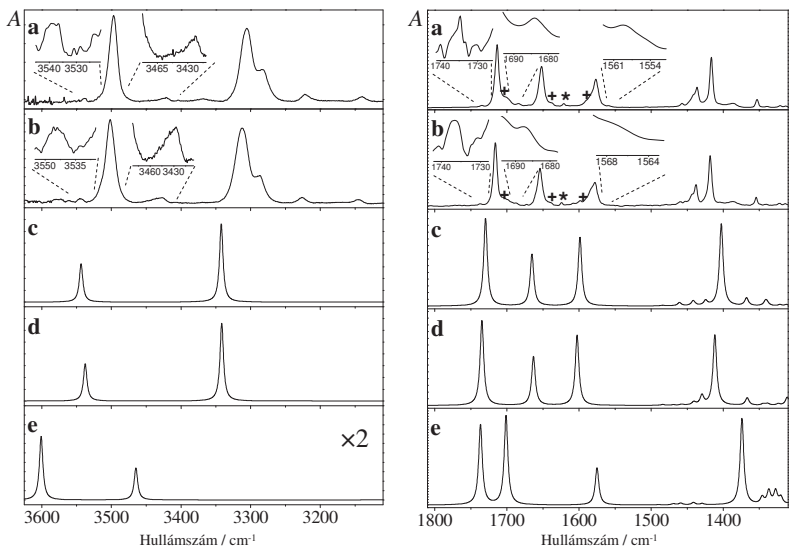 A
a
3540 3530
3465 3430
b
3550 3535
3460 3430
c
d
e
×2
3600 3500 3400 3300 3200
Hullámszám / cm-1
A
a
1740 1730
1690 1680
1561 1554
+ + * +
b
1740 1730
1690 1680
1568 1564
+ + * +
c
d
e
1800 1700 1600 1500 1400
Hullámszám / cm-1